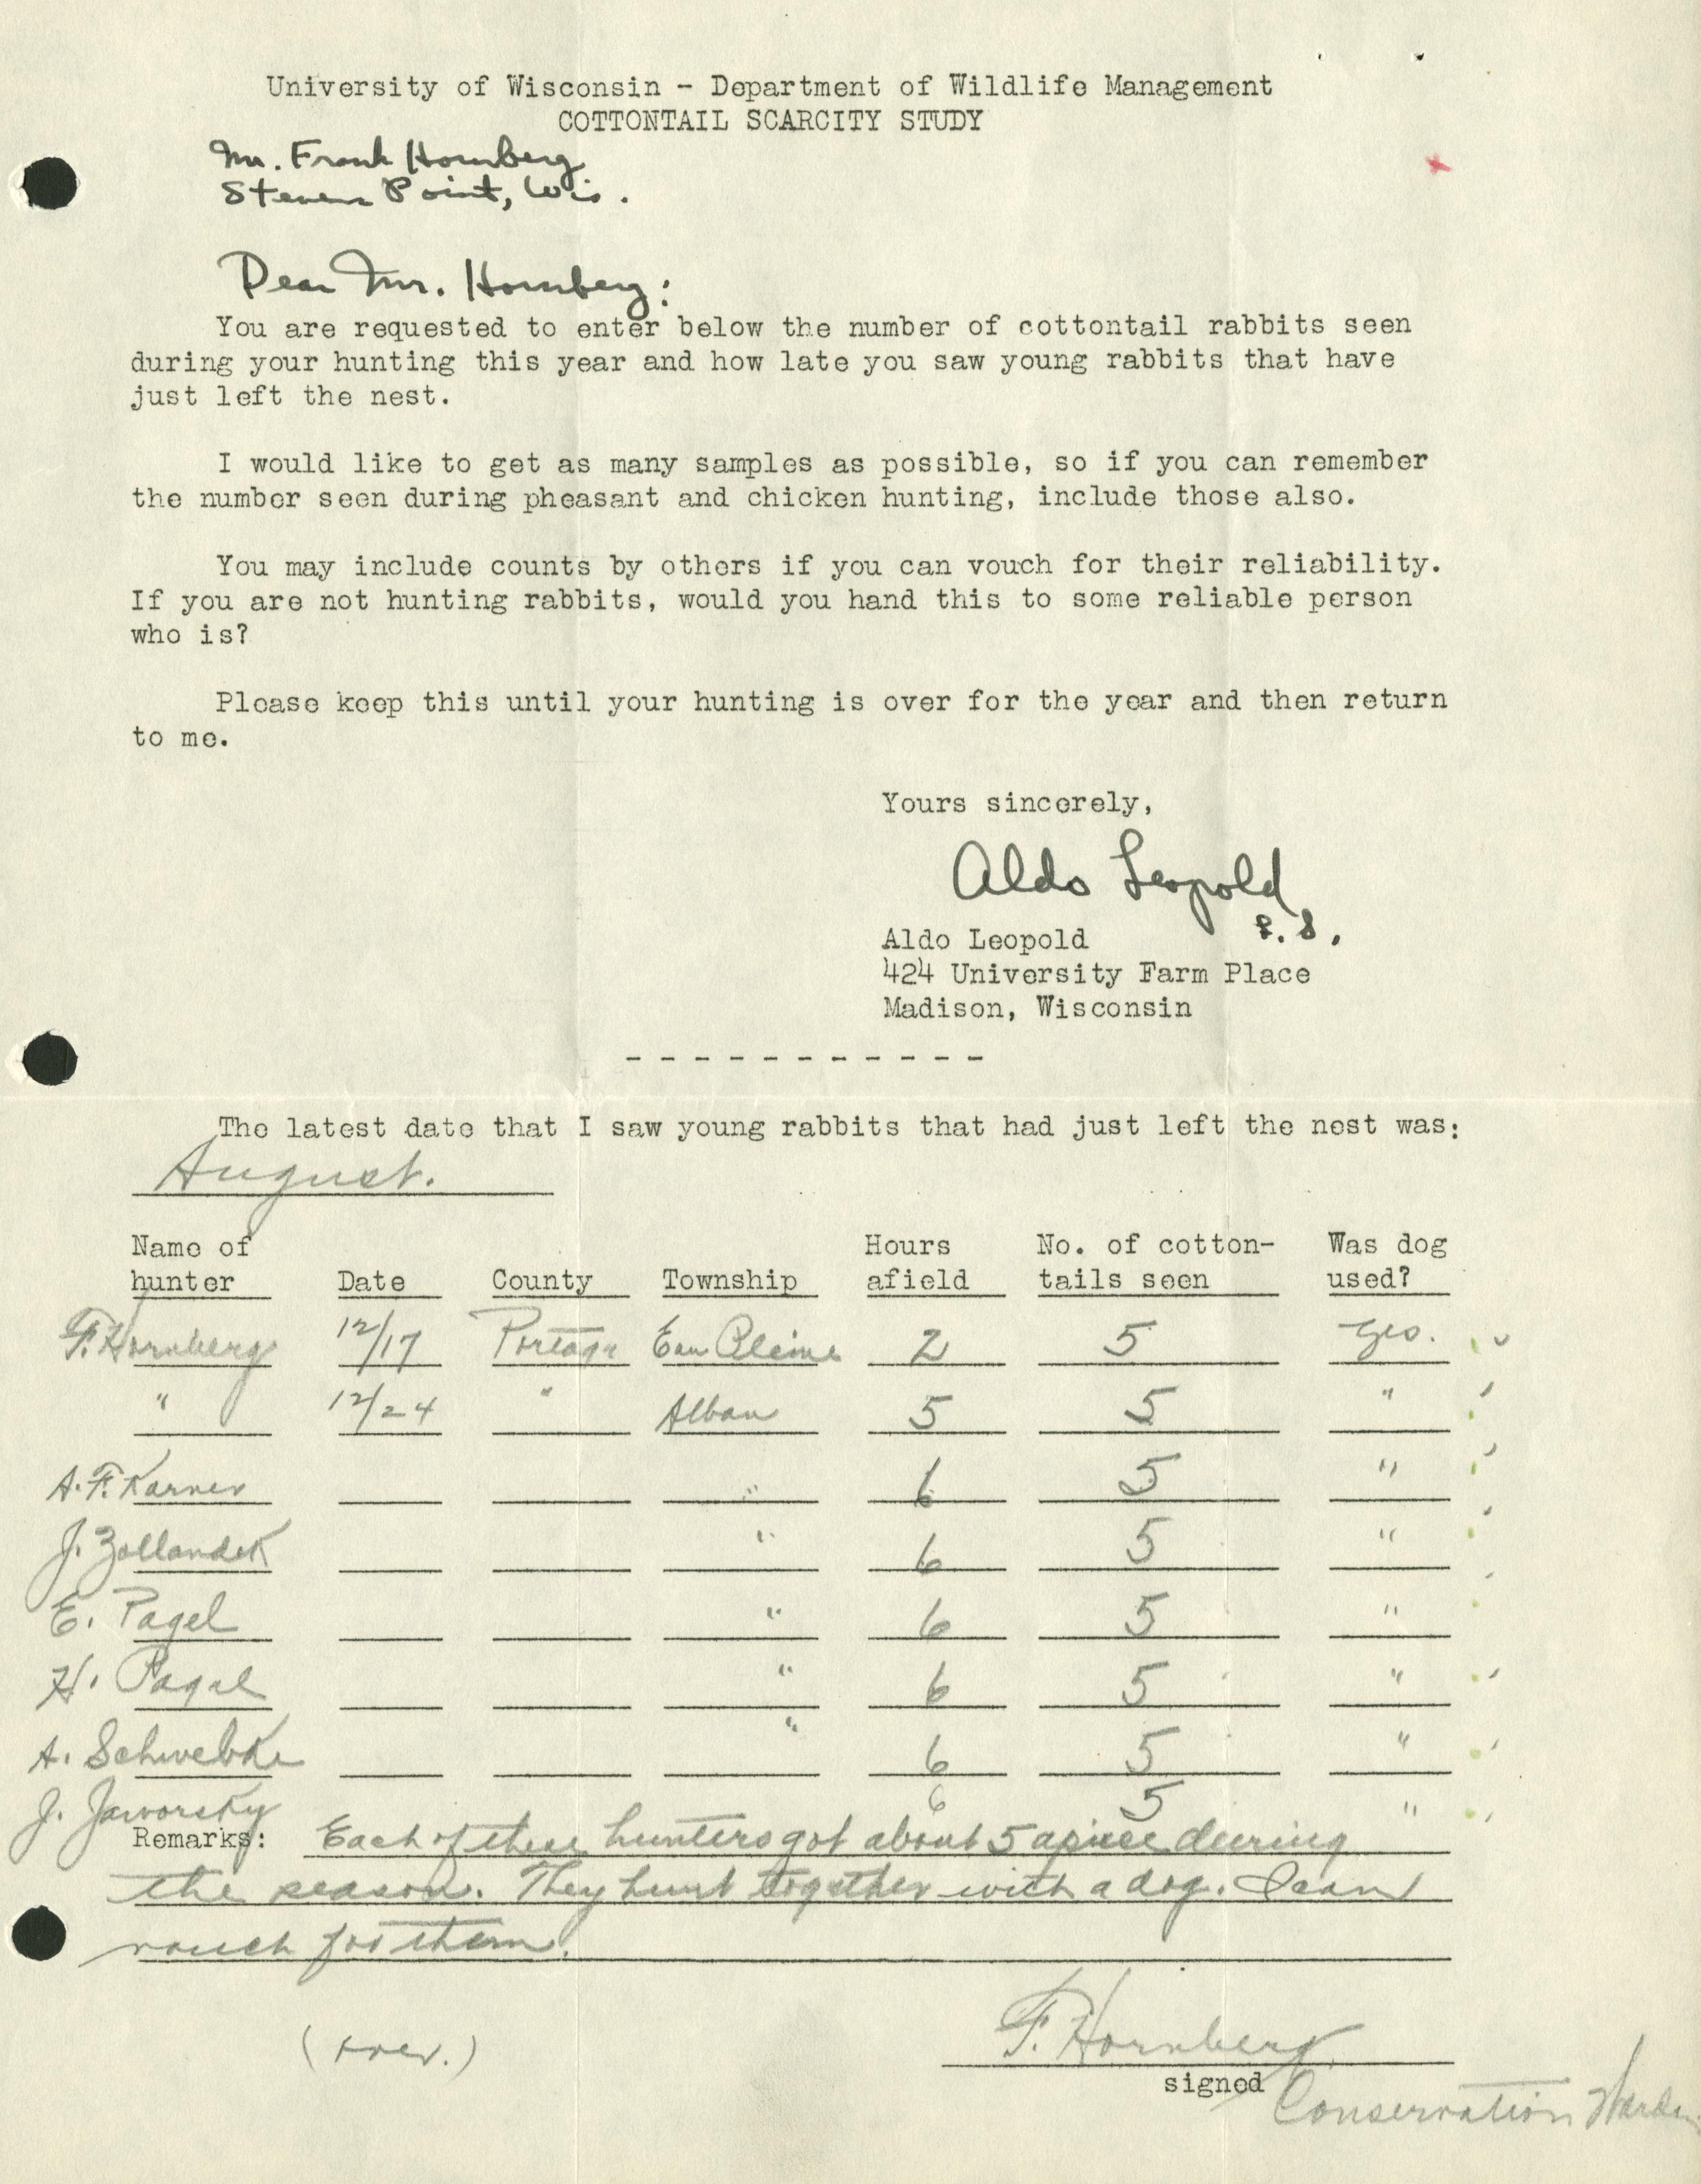 University of Wisconsin - Department of Wildlife Management
COTTONTAIL SCARCITY STUDY
Mr. Frank Hornberg
Stevens Point, Wis.
Dear Mr. Hornberg:
You are requested to enter below the number of cottontail rabbits seen
during your hunting this year and how late you saw young rabbits that have
just left the nest.
I would like to get as many samples as possible, so if you can remember
the number seen during pheasant and chicken hunting, include those also.
You may include counts by others if you can vouch for their reliability.
If you are not hunting rabbits, would you hand this to some reliable person
who is?
Please keep this until your hunting is over for the year and then return
to me.
Yours sincerely,
Aldo Leopold
Aldo Leopold
424 University Farm Place
Madison, Wisconsin
- - - - - - - - - - -
The latest date that I saw young rabbits that had just left the nest was:
August.
Name of Hours No. of cotton- Was dog
hunter Date County Township afield tails seen used?
F. Hornberg 12/17 Portage Eau Pleine 2 5 yes.
" 12/24 " Alban 5 5 "
A. F. Karner " 6 5 "
J. Zollandek " 6 5 "
E. Pagel " 6 5 "
H. Pagel " 6 5 "
A. Schwebke " 6 5 "
J. Jaworsky 6 5 "
Remarks: Each of these hunters got about 5 apiece during
the season. They hunt together with a dog. I can
vouch for them.
F. Hornberg
(over.)
signed
Conservation Warden